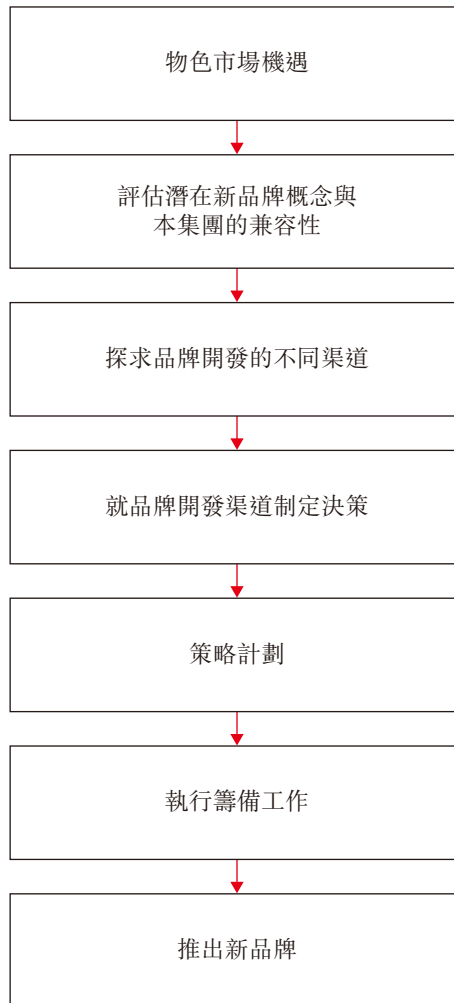 物色市場機遇
評估潛在新品牌概念與
本集團的兼容性
探求品牌開發的不同渠道
就品牌開發渠道制定決策
策略計劃
執行籌備工作
推出新品牌